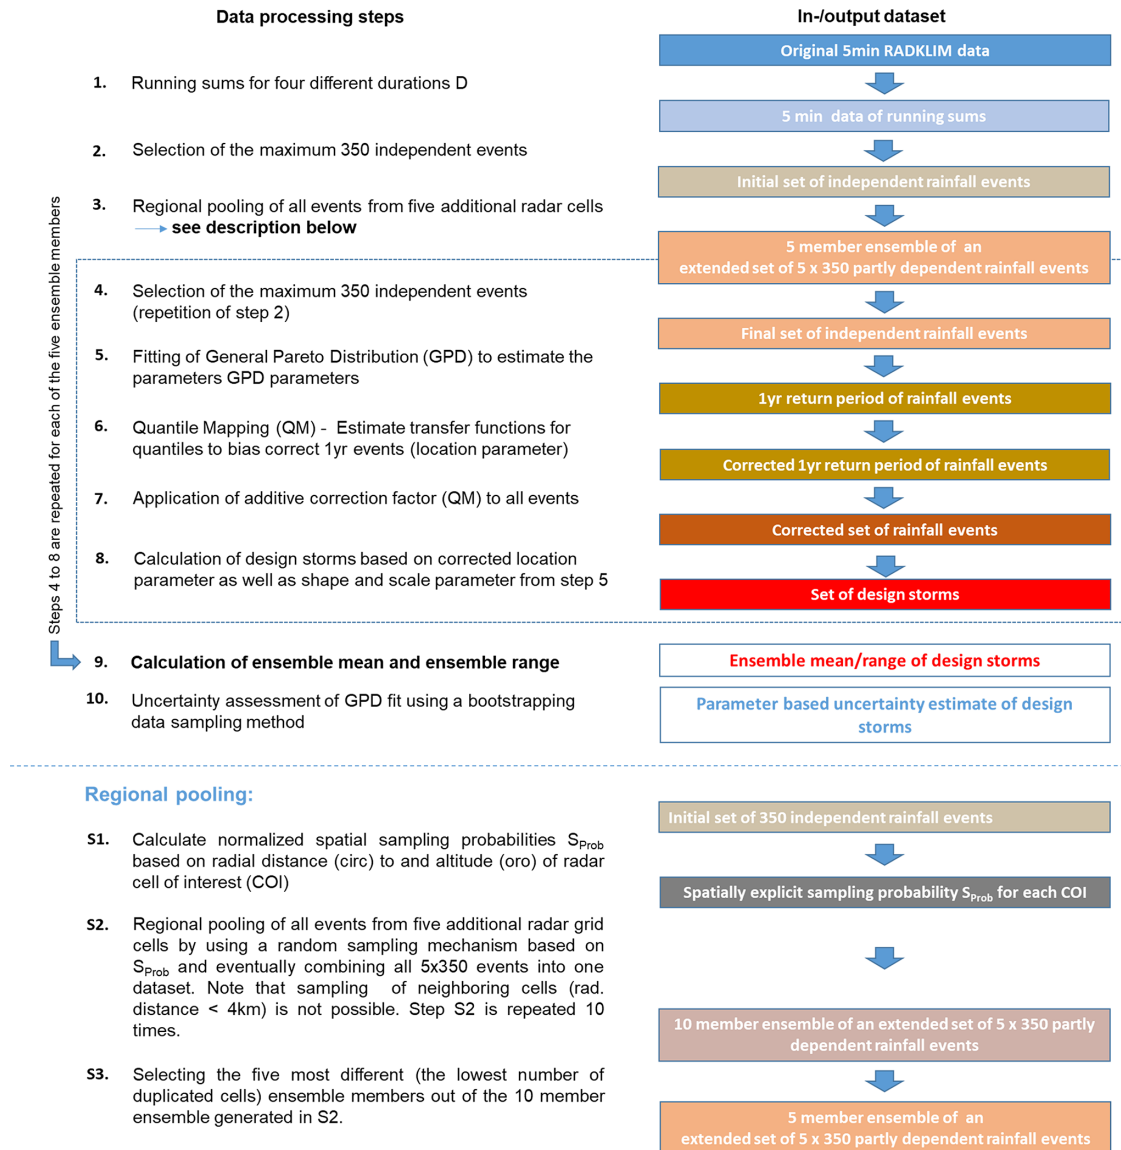 Data processing steps
In-/output dataset
Original 5min RADKLIM data
1. Running sums for four different durations D
5 min data of running sums
2. Selection of the maximum 350 independent events
Initial set of independent rainfall events
3. Regional pooling of all events from five additional radar cells
see description below
5 member ensemble of an
extended set of 5 x 350 partly dependent rainfall events
Steps 4 to 8 are repeated for each of the five ensemble members
4. Selection of the maximum 350 independent events
(repetition of step 2)
Final set of independent rainfall events
5. Fitting of General Pareto Distribution (GPD) to estimate the
parameters GPD parameters
1yr return period of rainfall events
6. Quantile Mapping (QM) - Estimate transfer functions for
quantiles to bias correct 1yr events (location parameter)
Corrected 1yr return period of rainfall events
7. Application of additive correction factor (QM) to all events
Corrected set of rainfall events
8. Calculation of design storms based on corrected location
parameter as well as shape and scale parameter from step 5
Set of design storms
9. Calculation of ensemble mean and ensemble range
Ensemble mean/range of design storms
10. Uncertainty assessment of GPD fit using a bootstrapping
data sampling method
Parameter based uncertainty estimate of design
storms
Regional pooling:
Initial set of 350 independent rainfall events
S1. Calculate normalized spatial sampling probabilities SProb
based on radial distance (circ) to and altitude (oro) of radar
cell of interest (COI)
Spatially explicit sampling probability SProb for each COI
S2. Regional pooling of all events from five additional radar grid
cells by using a random sampling mechanism based on
SProb and eventually combining all 5x350 events into one
dataset. Note that sampling of neighboring cells (rad.
distance < 4km) is not possible. Step S2 is repeated 10
times.
10 member ensemble of an extended set of 5 x 350 partly
dependent rainfall events
S3. Selecting the five most different (the lowest number of
duplicated cells) ensemble members out of the 10 member
ensemble generated in S2.
5 member ensemble of an
extended set of 5 x 350 partly dependent rainfall events